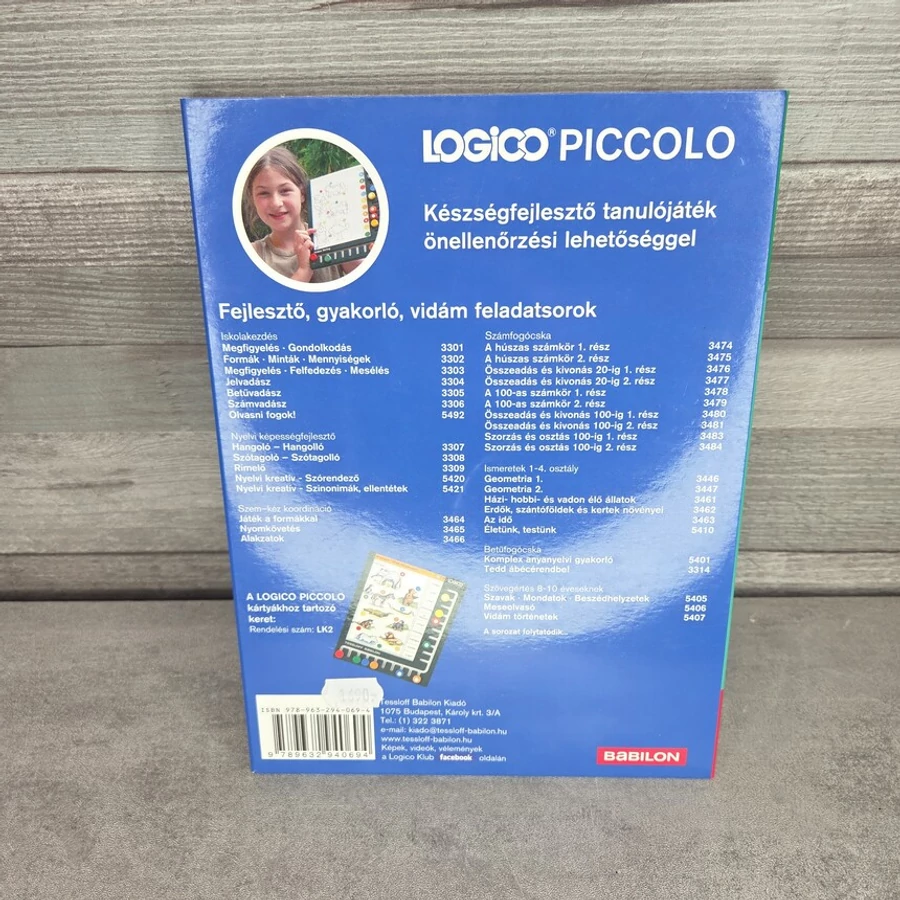 LOGiCO® PICCOLO
Készségfejlesztő tanulójáték
önellenőrzési lehetőséggel
Fejlesztő, gyakorló, vidám feladatsorok
Iskolakezdés
Megfigyelés · Gondolkodás 3301
Formák · Minták · Mennyiségek 3302
Megfigyelés · Felfedezés · Mesélés 3303
Jelvadász 3304
Betűvadász 3305
Számvadász 3306
Olvasni fogok! 5492
Nyelvi képességfejlesztő
Hangoló – Hangolló 3307
Szótagoló – Szótagolló 3308
Rímelő 3309
Nyelvi kreatív - Szórendező 5420
Nyelvi kreatív - Szinonimák, ellentétek 5421
Szem-kéz koordináció
Játék a formákkal 3464
Nyomkövetés 3465
Alakzatok 3466
A LOGICO PICCOLO
kártyákhoz tartozó
keret:
Rendelési szám: LK2
Számfogócska
A húszas számkör 1. rész 3474
A húszas számkör 2. rész 3475
Összeadás és kivonás 20-ig 1. rész 3476
Összeadás és kivonás 20-ig 2. rész 3477
A 100-as számkör 1. rész 3478
A 100-as számkör 2. rész 3479
Összeadás és kivonás 100-ig 1. rész 3480
Összeadás és kivonás 100-ig 2. rész 3481
Szorzás és osztás 100-ig 1. rész 3483
Szorzás és osztás 100-ig 2. rész 3484
Ismeretek 1-4. osztály
Geometria 1. 3446
Geometria 2. 3447
Házi- hobbi- és vadon élő állatok 3461
Erdők, szántóföldek és kertek növényei 3462
Az idő 3463
Életünk, testünk 5410
Betűfogócska
Komplex anyanyelvi gyakorló 5401
Tedd ábécérendbe! 3314
Szövegértés 8-10 éveseknek
Szavak · Mondatok · Beszédhelyzetek 5405
Meseolvasó 5406
Vidám történetek 5407
A sorozat folytatódik...
ISBN 978-963-294-069-4
9 789632 940694
Tessloff Babilon Kiadó
1075 Budapest, Károly krt. 3/A
Tel.: (1) 322 3871
e-mail: kiado@tessloff-babilon.hu
www.tessloff-babilon.hu
Képek, videók, vélemények
a Logico Klub facebook oldalán
BABILON